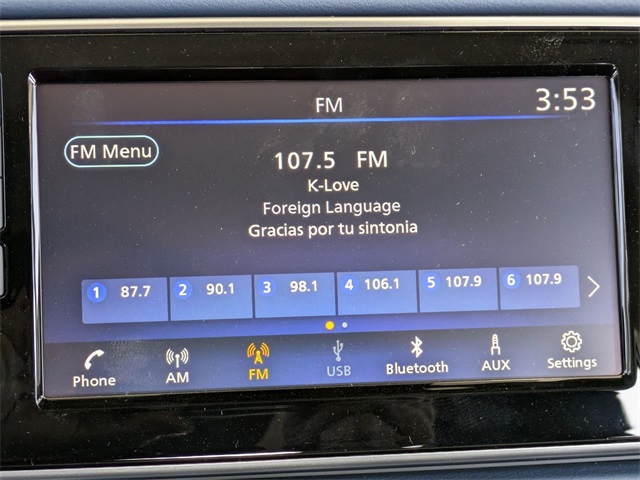 FM 3:53
FM Menu
107.5 FM
K-Love
Foreign Language
Gracias por tu sintonia
1 87.7 2 90.1 3 98.1 4 106.1 5 107.9 6 107.9
Phone AM A FM USB Bluetooth AUX Settings